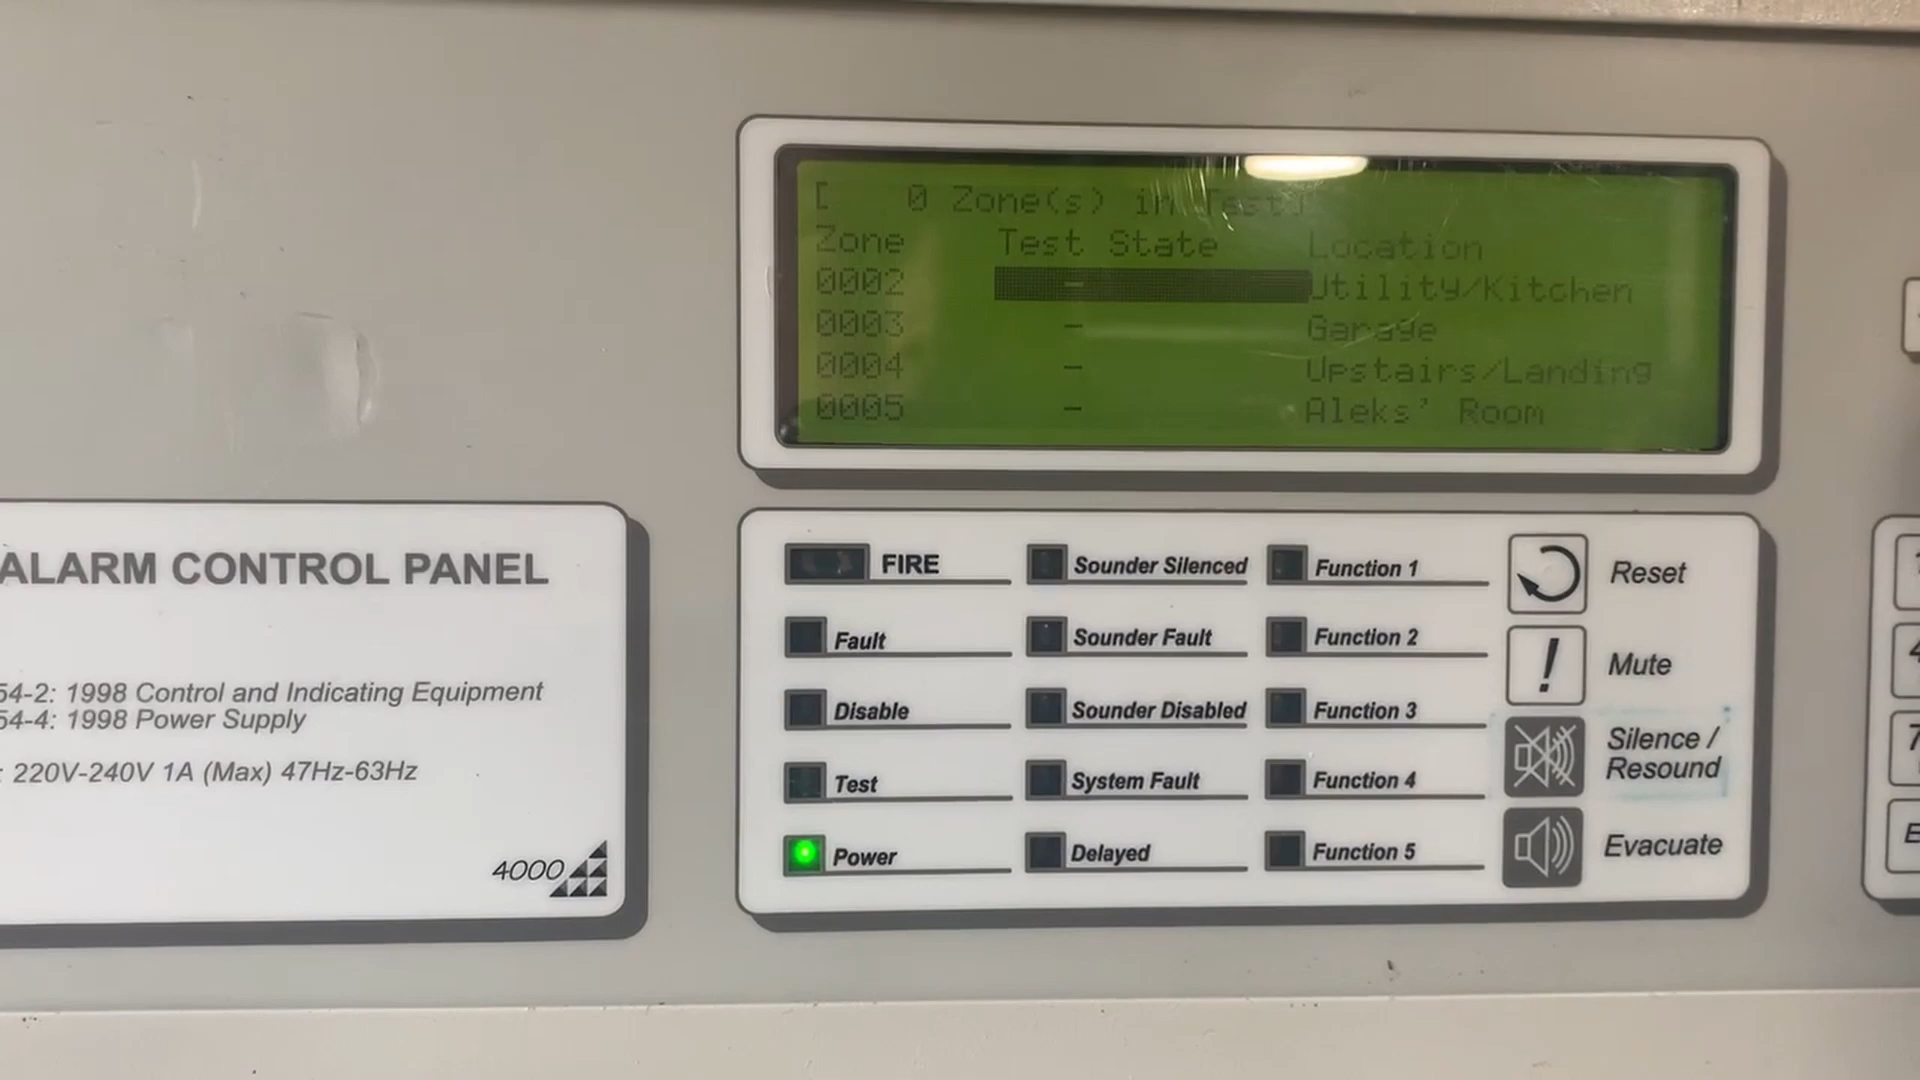 [ 0 Zone(s) in Test]
Zone Test State Location
0002 - Utility/Kitchen
0003 - Garage
0004 - Upstairs/Landing
0005 - Aleks' Room
ALARM CONTROL PANEL
54-2: 1998 Control and Indicating Equipment
54-4: 1998 Power Supply
: 220V-240V 1A (Max) 47Hz-63Hz
4000
FIRE
Fault
Disable
Test
Power
Sounder Silenced
Sounder Fault
Sounder Disabled
System Fault
Delayed
Function 1
Function 2
Function 3
Function 4
Function 5
Reset
! Mute
Silence /
Resound
Evacuate
4
7
E